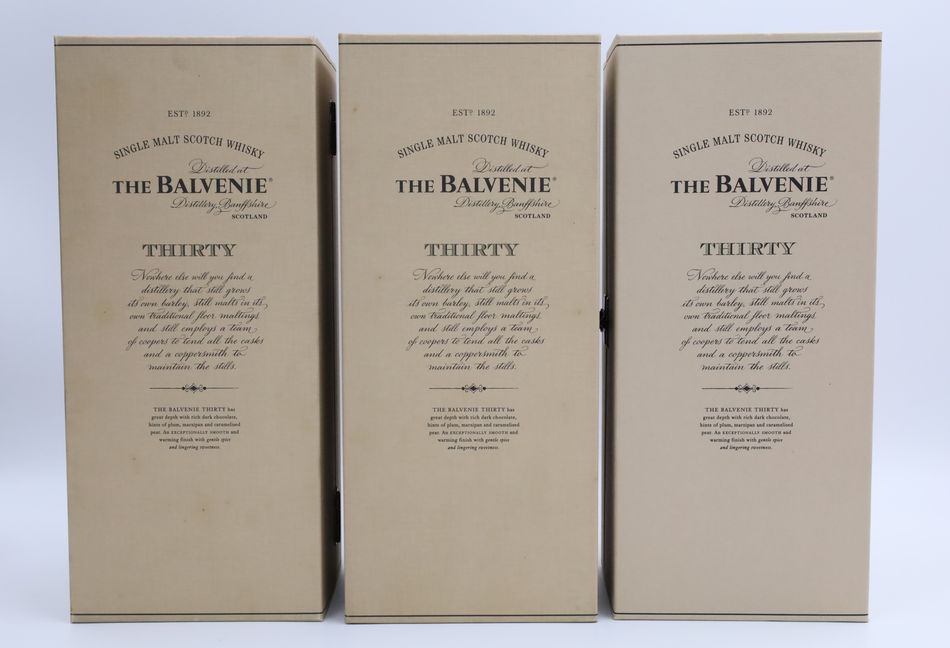 ESTD 1892
SINGLE MALT SCOTCH WHISKY
Distilled at
THE BALVENIE®
Distillery, Banffshire
SCOTLAND
THIRTY
Nowhere else will you find a
distillery that still grows
its own barley, still malts in its
own traditional floor maltings
and still employs a team
of coopers to tend all the casks
and a coppersmith to
maintain the stills.
THE BALVENIE THIRTY has
great depth with rich dark chocolate,
hints of plum, marzipan and caramelised
pear. An EXCEPTIONALLY SMOOTH and
warming finish with gentle spice
and lingering sweetness.
ESTD 1892
SINGLE MALT SCOTCH WHISKY
Distilled at
THE BALVENIE®
Distillery, Banffshire
SCOTLAND
THIRTY
Nowhere else will you find a
distillery that still grows
its own barley, still malts in its
own traditional floor maltings
and still employs a team
of coopers to tend all the casks
and a coppersmith to
maintain the stills.
THE BALVENIE THIRTY has
great depth with rich dark chocolate,
hints of plum, marzipan and caramelised
pear. An EXCEPTIONALLY SMOOTH and
warming finish with gentle spice
and lingering sweetness.
ESTD 1892
SINGLE MALT SCOTCH WHISKY
Distilled at
THE BALVENIE®
Distillery, Banffshire
SCOTLAND
THIRTY
Nowhere else will you find a
distillery that still grows
its own barley, still malts in its
own traditional floor maltings
and still employs a team
of coopers to tend all the casks
and a coppersmith to
maintain the stills.
THE BALVENIE THIRTY has
great depth with rich dark chocolate,
hints of plum, marzipan and caramelised
pear. An EXCEPTIONALLY SMOOTH and
warming finish with gentle spice
and lingering sweetness.